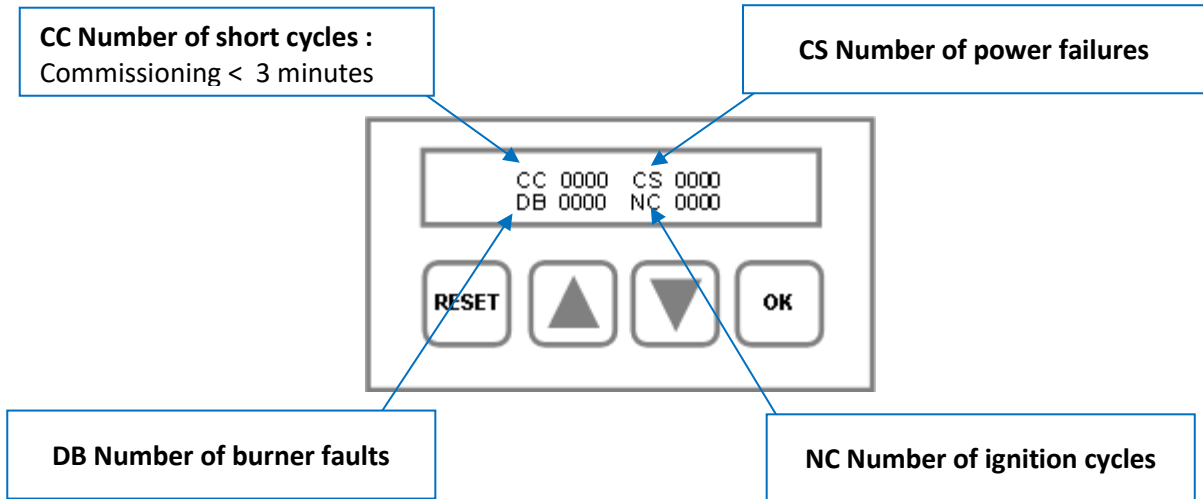 CC Number of short cycles :
Commissioning < 3 minutes
CS Number of power failures
CC 0000 CS 0000
DB 0000 NC 0000
RESET
OK
DB Number of burner faults
NC Number of ignition cycles